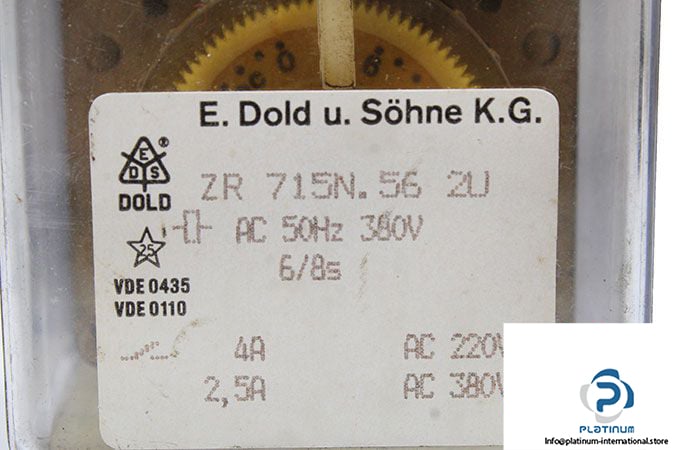 E. Dold u. Söhne K.G.
E
D S
®
DOLD
ZR 715N.56 2U
AC 50Hz 380V
25
6/8s
VDE 0435
VDE 0110
4A AC 220V
2,5A AC 380V
PLATINUM
Info@platinum-international.store